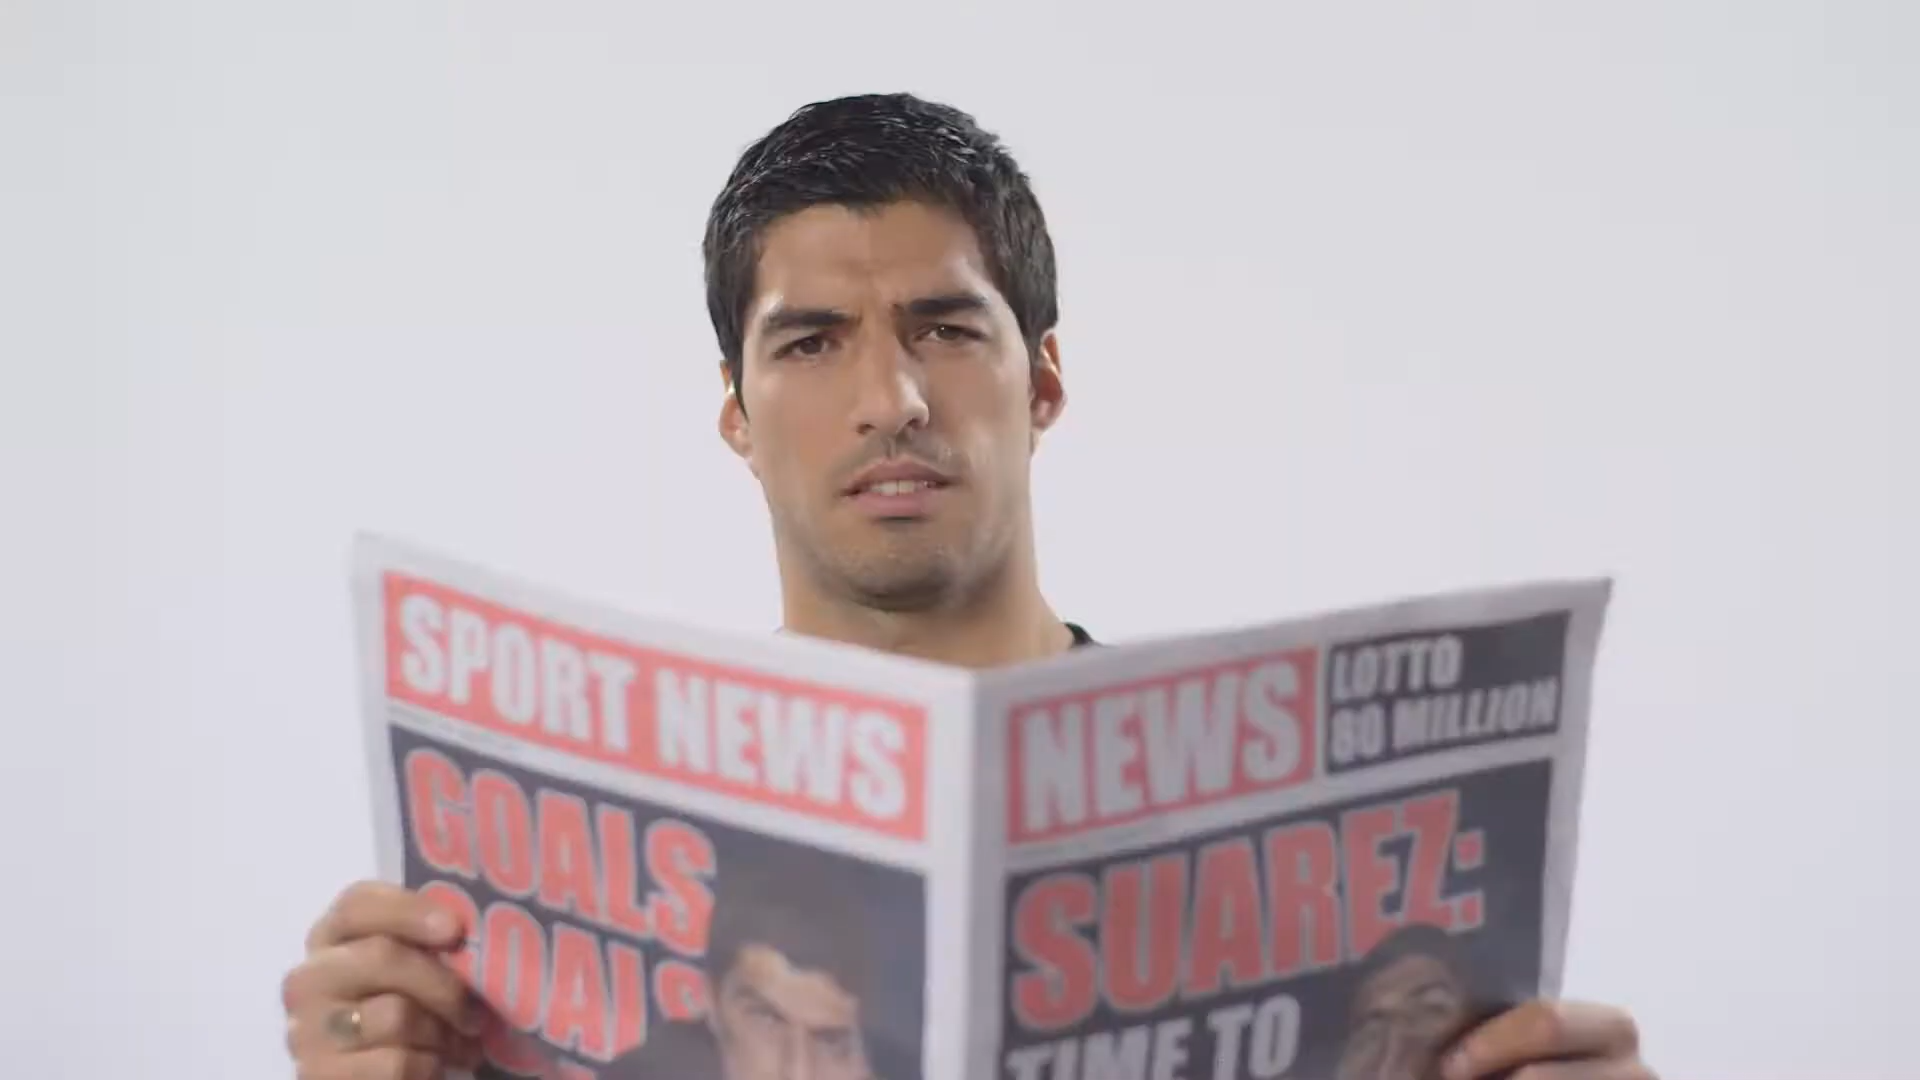 SPORT NEWS
GOALS
NEWS
LOTTO
80 MILLION
SUAREZ:
TIME TO